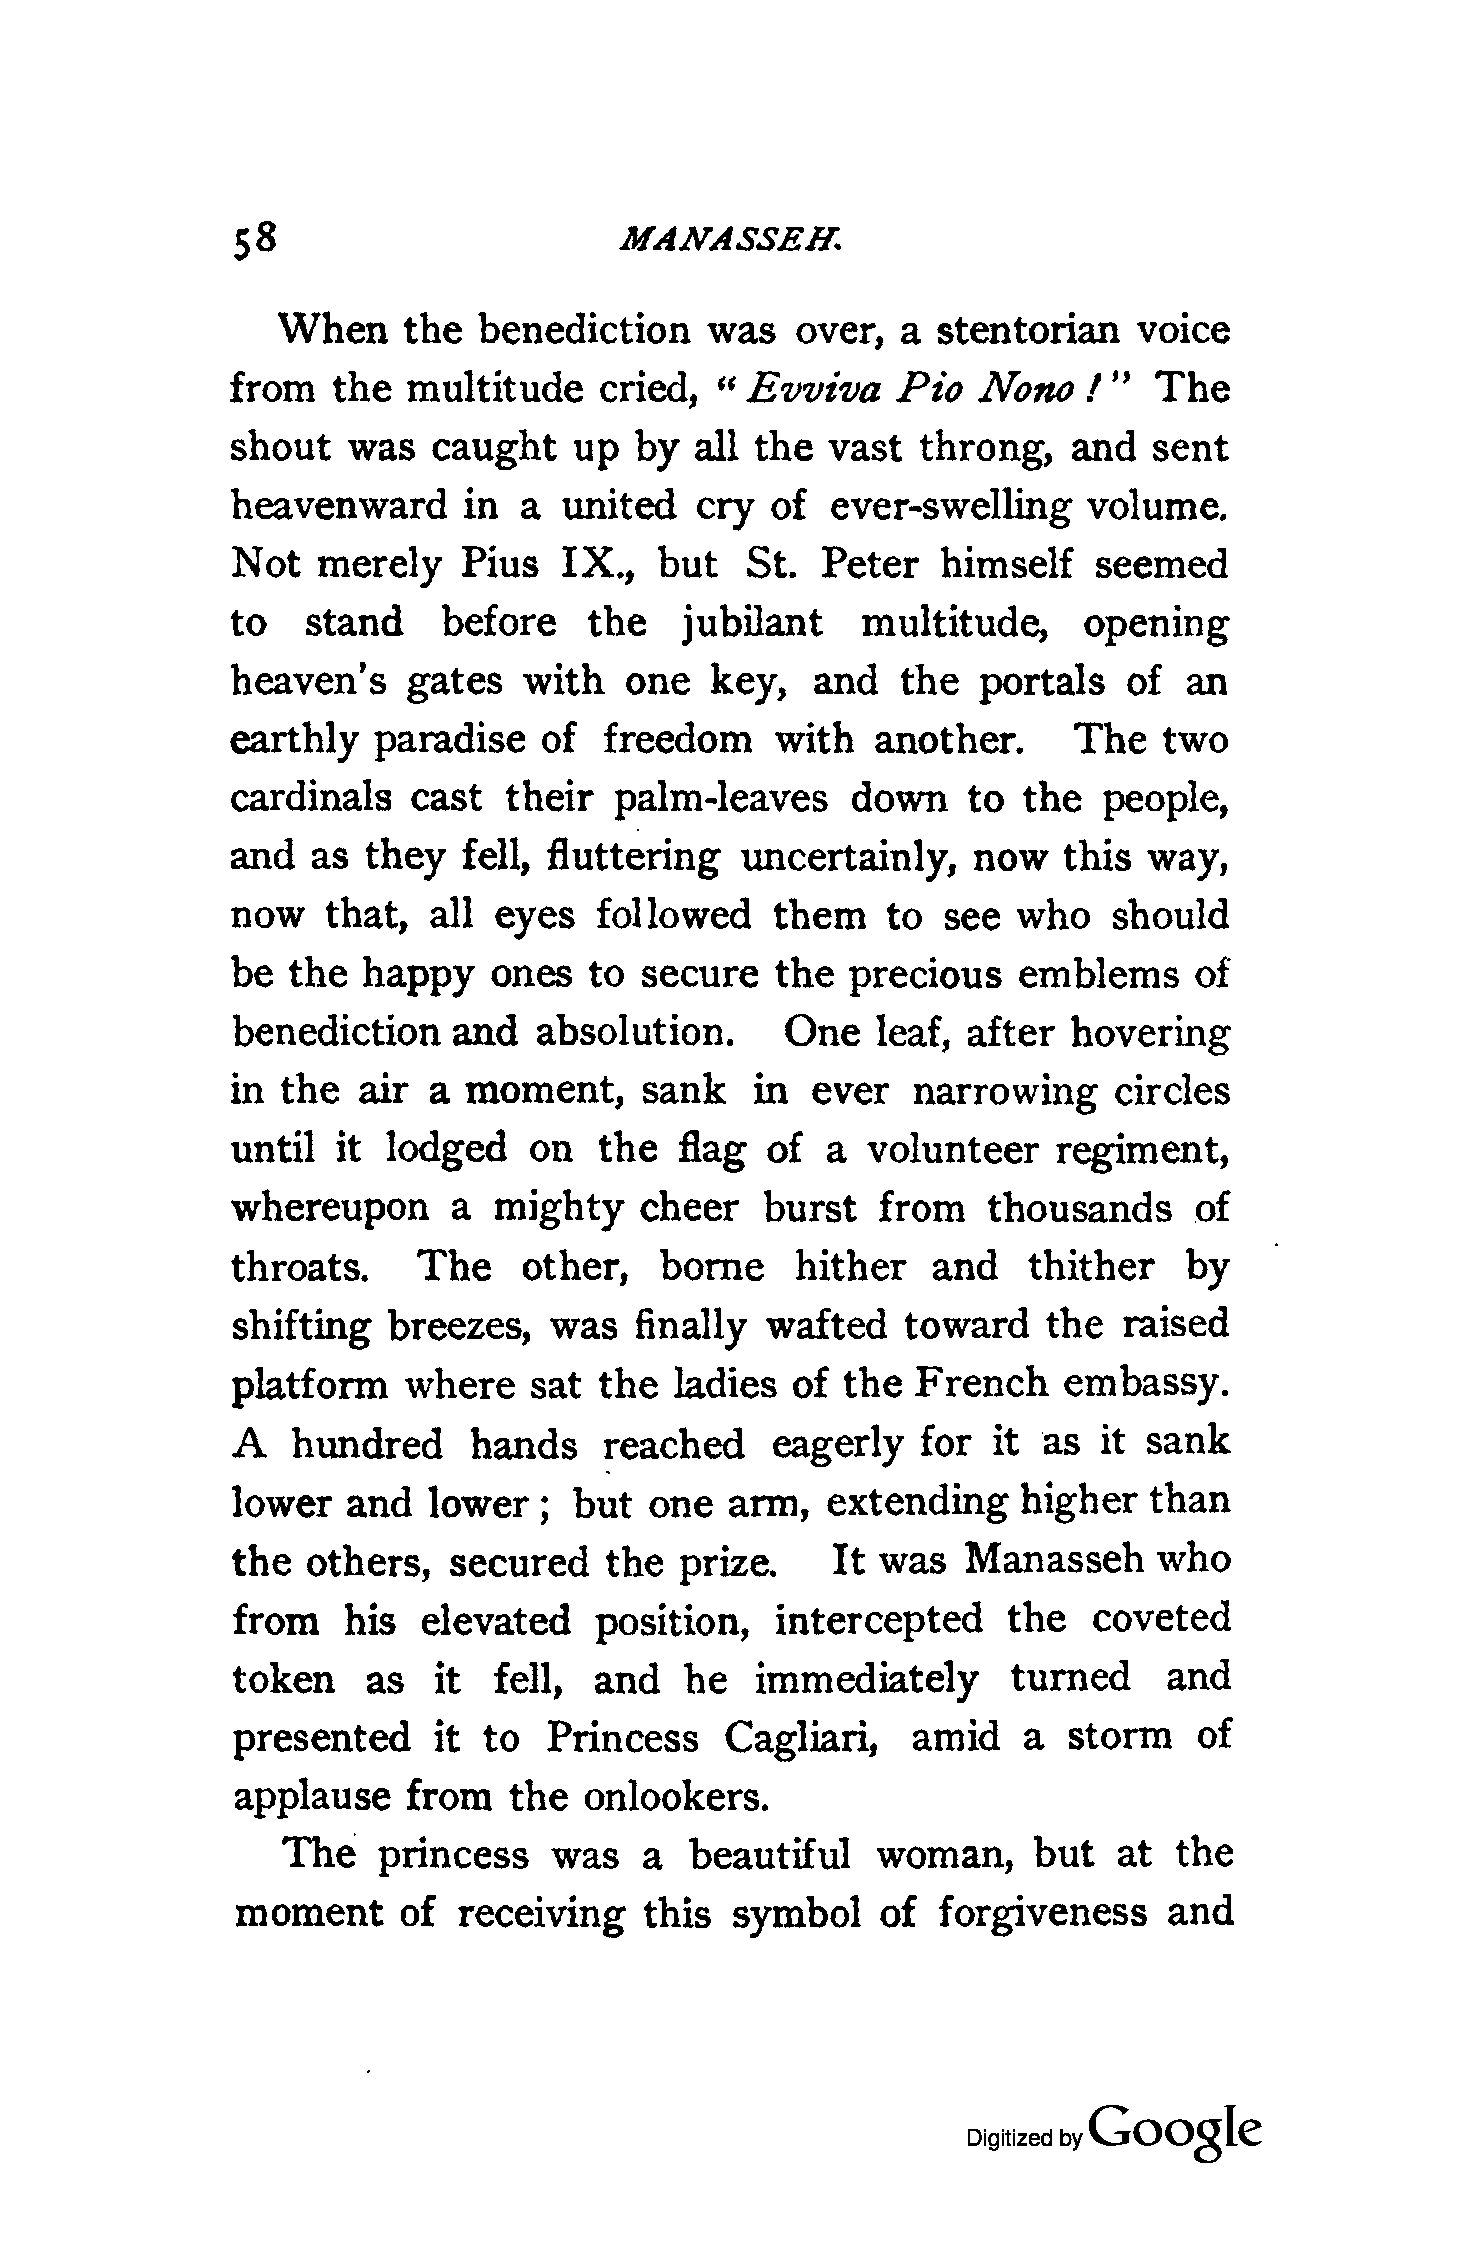 58 MANASSEH.
When the benediction was over, a stentorian voice
from the multitude cried, “ Evviva Pio Nono ! ” The
shout was caught up by all the vast throng, and sent
heavenward in a united cry of ever-swelling volume.
Not merely Pius IX., but St. Peter himself seemed
to stand before the jubilant multitude, opening
heaven's gates with one key, and the portals of an
earthly paradise of freedom with another. The two
cardinals cast their palm-leaves down to the people,
and as they fell, fluttering uncertainly, now this way,
now that, all eyes followed them to see who should
be the happy ones to secure the precious emblems of
benediction and absolution. One leaf, after hovering
in the air a moment, sank in ever narrowing circles
until it lodged on the flag of a volunteer regiment,
whereupon a mighty cheer burst from thousands of
throats. The other, borne hither and thither by
shifting breezes, was finally wafted toward the raised
platform where sat the ladies of the French embassy.
A hundred hands reached eagerly for it as it sank
lower and lower ; but one arm, extending higher than
the others, secured the prize. It was Manasseh who
from his elevated position, intercepted the coveted
token as it fell, and he immediately turned and
presented it to Princess Cagliari, amid a storm of
applause from the onlookers.
The princess was a beautiful woman, but at the
moment of receiving this symbol of forgiveness and
Digitized by Google